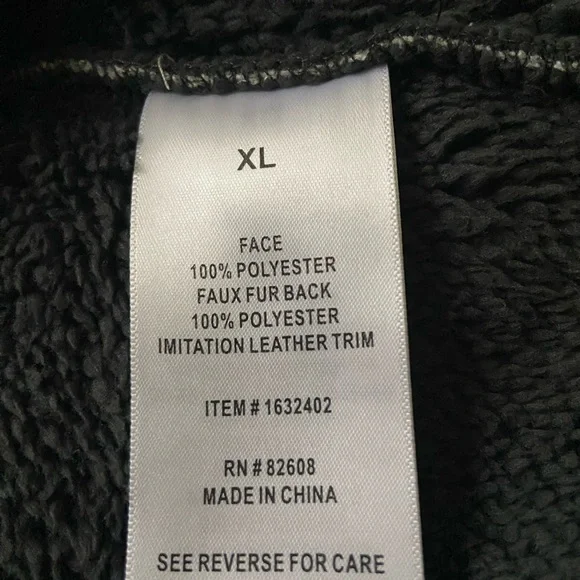 XL
FACE
100% POLYESTER
FAUX FUR BACK
100% POLYESTER
IMITATION LEATHER TRIM
ITEM # 1632402
RN # 82608
MADE IN CHINA
SEE REVERSE FOR CARE